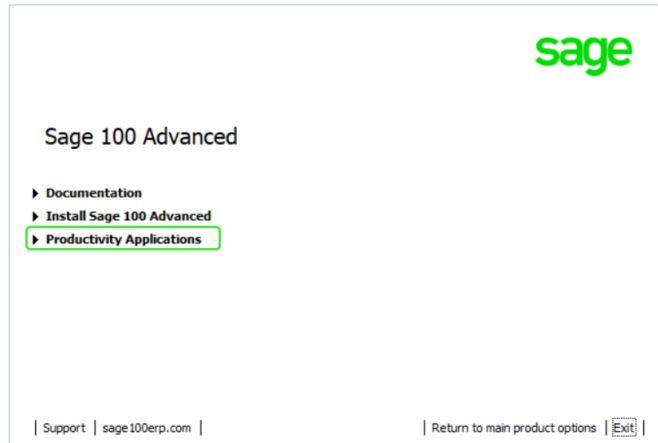 sage
Sage 100 Advanced
Documentation
Install Sage 100 Advanced
Productivity Applications
Support | sage100erp.com | Return to main product options | Exit |